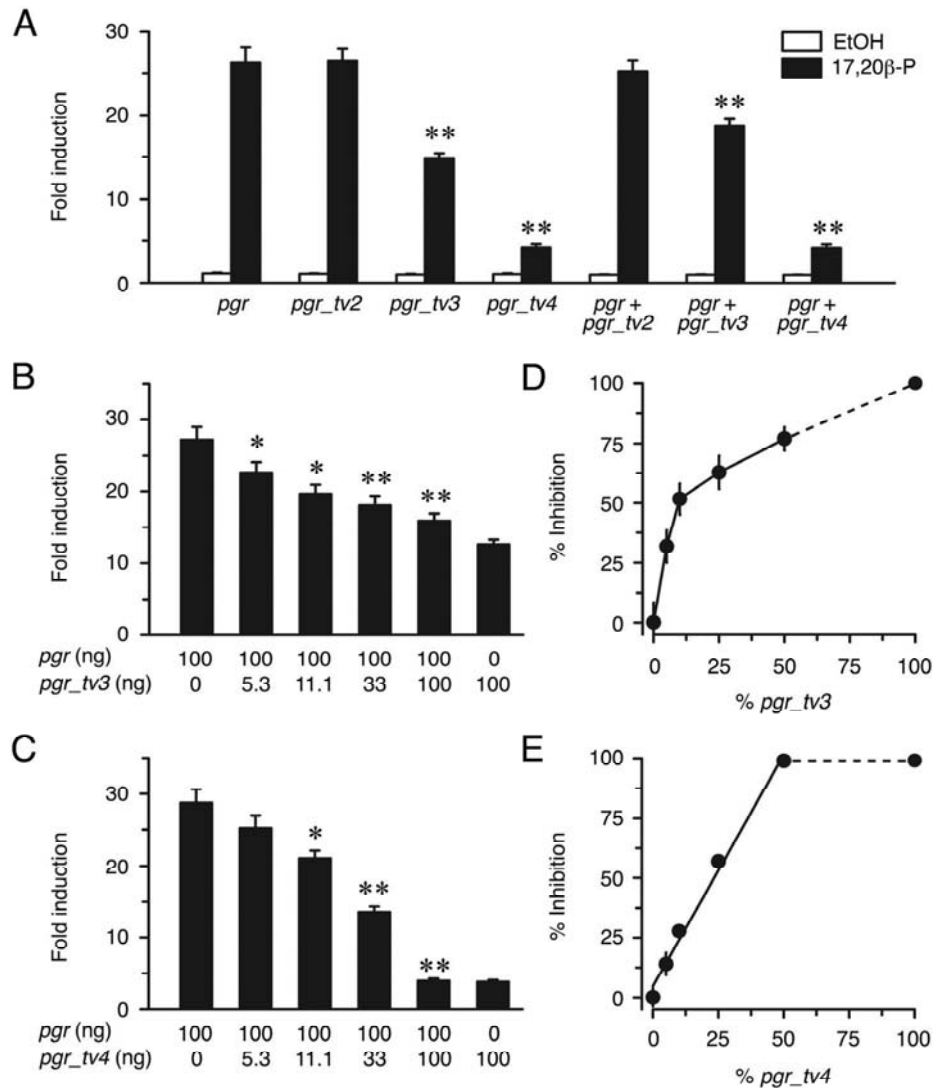 A
30
20
10
0
Fold induction
EtOH
17,20β-P
**
**
**
**
pgr
pgr_tv2
pgr_tv3
pgr_tv4
pgr +
pgr_tv2
pgr +
pgr_tv3
pgr +
pgr_tv4
B
30
20
10
0
Fold induction
*
*
**
**
pgr (ng) 100 100 100 100 100 0
pgr_tv3 (ng) 0 5.3 11.1 33 100 100
D
100
75
50
25
0
% Inhibition
0 25 50 75 100
% pgr_tv3
C
30
20
10
0
Fold induction
*
**
**
pgr (ng) 100 100 100 100 100 0
pgr_tv4 (ng) 0 5.3 11.1 33 100 100
E
100
75
50
25
0
% Inhibition
0 25 50 75 100
% pgr_tv4